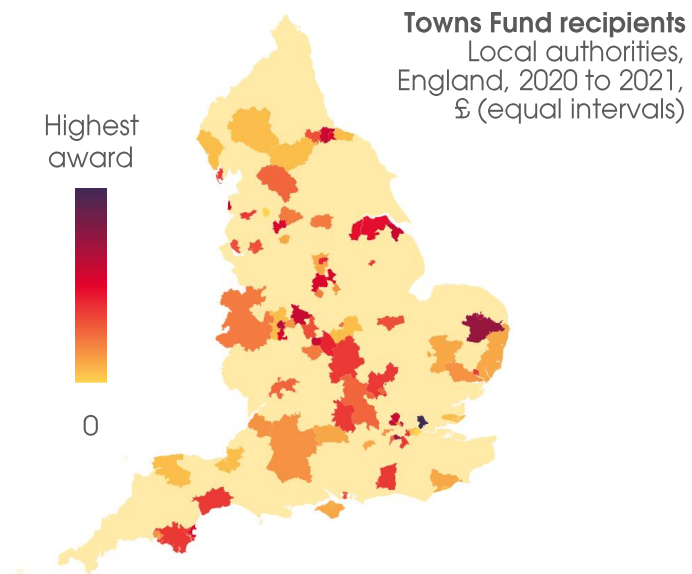 Towns Fund recipients
Local authorities,
England, 2020 to 2021,
£ (equal intervals)
Highest
award
0